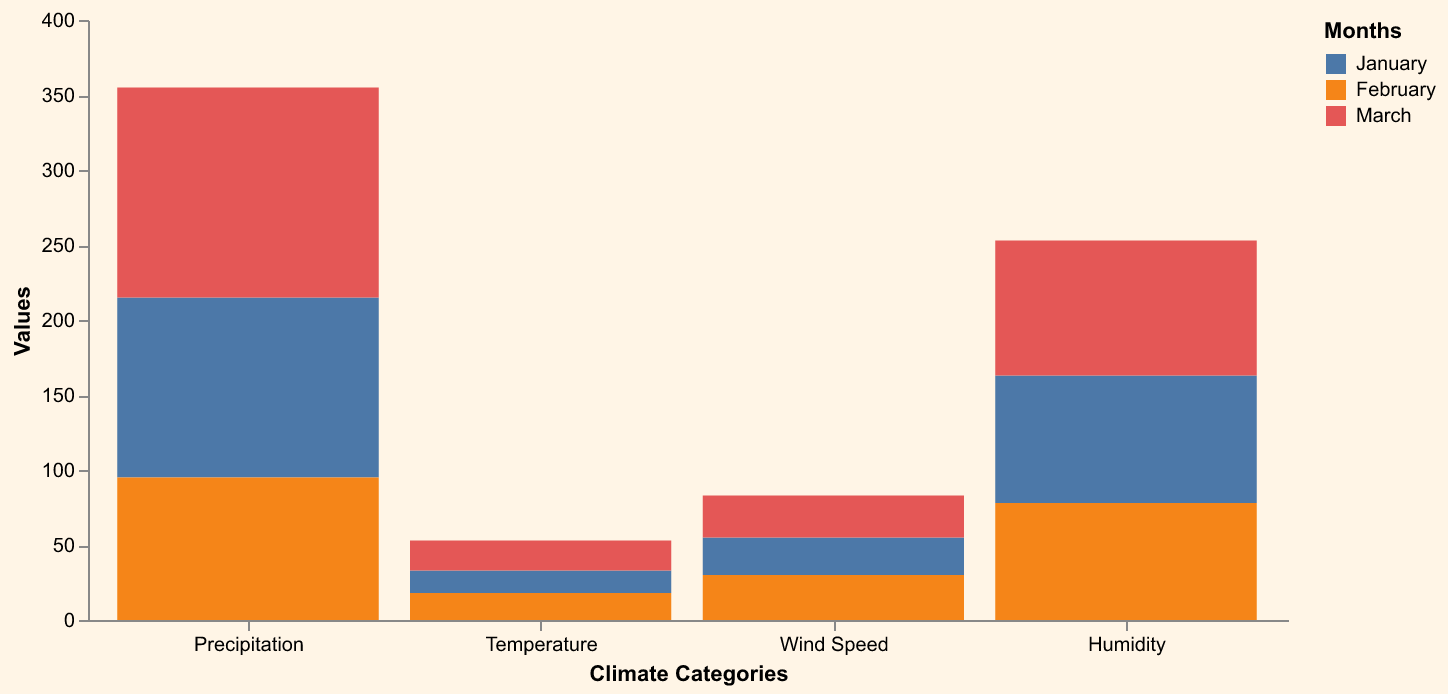 Months
January
February
March
Values
400
350
300
250
200
150
100
50
0
Precipitation
Temperature
Wind Speed
Humidity
Climate Categories